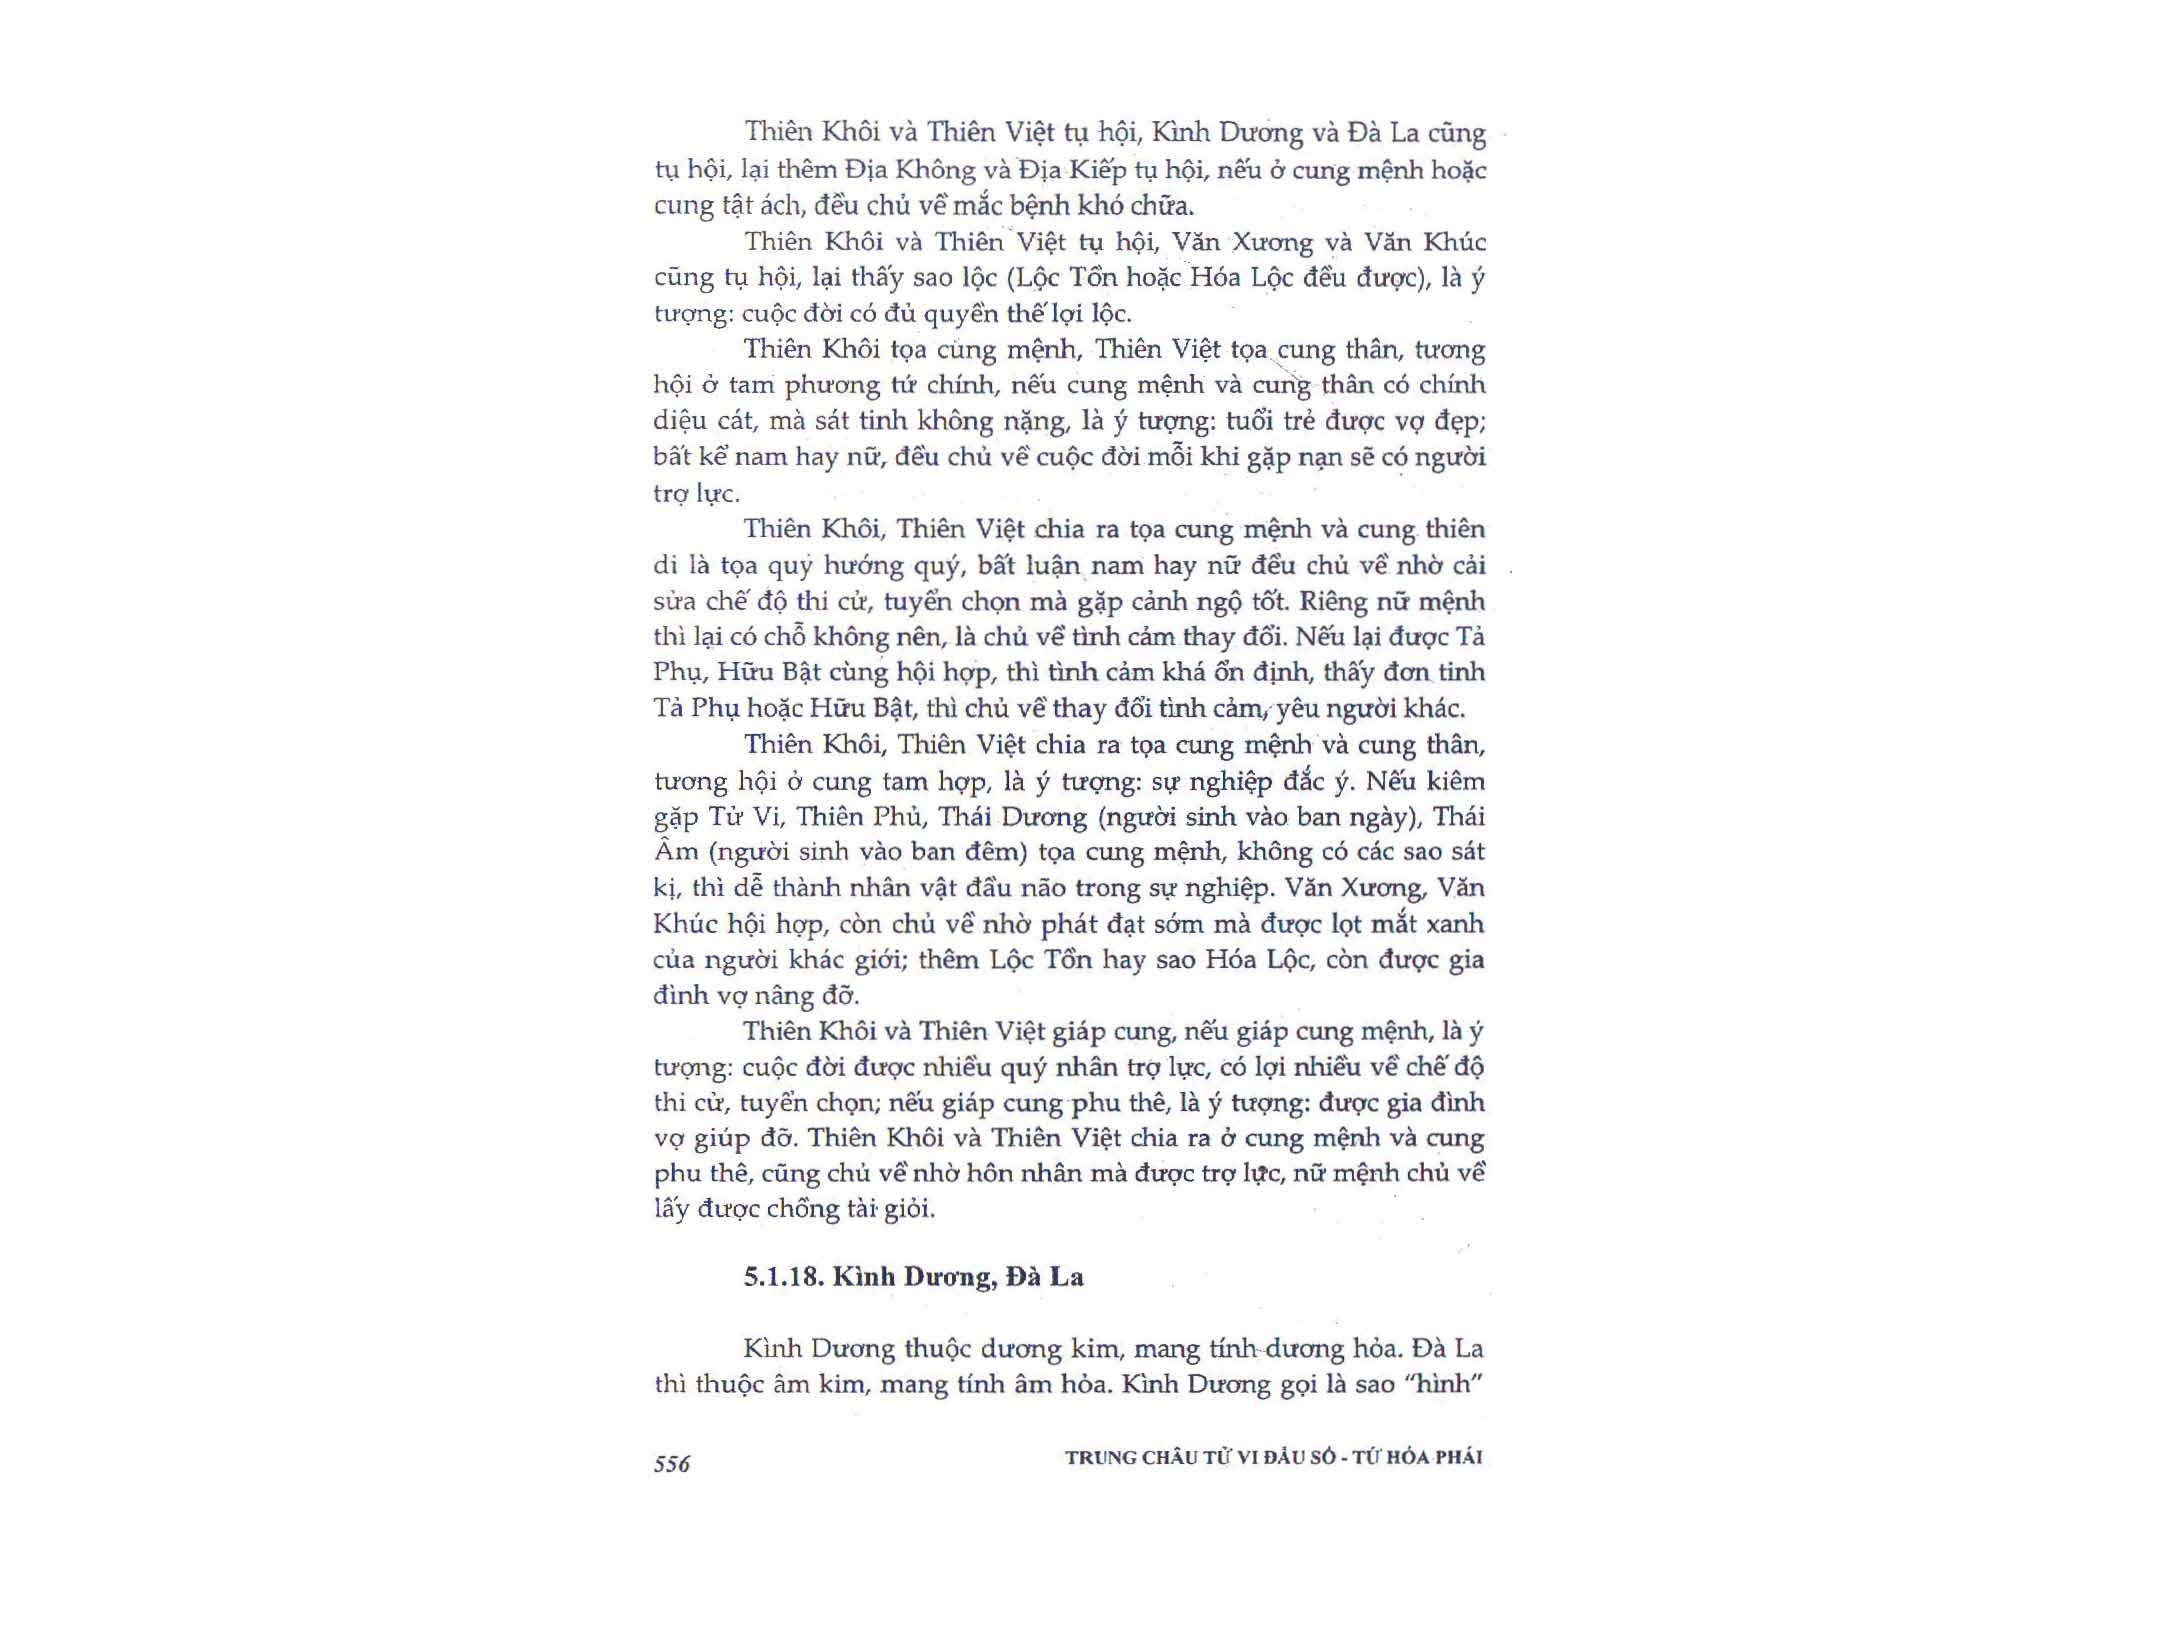 Thiên Khôi và Thiên Việt tụ hội, Kình Dương và Đà La cũng
tụ hội, lại thêm Địa Không và Địa Kiếp tụ hội, nếu ở cung mệnh hoặc
cung tật ách, đều chủ về mắc bệnh khó chữa.
Thiên Khôi và Thiên Việt tụ hội, Văn Xương và Văn Khúc
cũng tụ hội, lại thấy sao lộc (Lộc Tồn hoặc Hóa Lộc đều được), là ý
tượng: cuộc đời có đủ quyền thế lợi lộc.
Thiên Khôi tọa cung mệnh, Thiên Việt tọa cung thân, tương
hội ở tam phương tứ chính, nếu cung mệnh và cung thân có chính
diệu cát, mà sát tinh không nặng, là ý tượng: tuổi trẻ được vợ đẹp;
bất kể nam hay nữ, đều chủ về cuộc đời mỗi khi gặp nạn sẽ có người
trợ lực.
Thiên Khôi, Thiên Việt chia ra tọa cung mệnh và cung thiên
di là tọa quý hướng quý, bất luận nam hay nữ đều chủ về nhờ cải
sửa chế độ thi cử, tuyển chọn mà gặp cảnh ngộ tốt. Riêng nữ mệnh
thì lại có chỗ không nên, là chủ về tình cảm thay đổi. Nếu lại được Tả
Phụ, Hữu Bật cùng hội hợp, thì tình cảm khá ổn định, thấy đơn tinh
Tả Phụ hoặc Hữu Bật, thì chủ về thay đổi tình cảm, yêu người khác.
Thiên Khôi, Thiên Việt chia ra tọa cung mệnh và cung thân,
tương hội ở cung tam hợp, là ý tượng: sự nghiệp đắc ý. Nếu kiêm
gặp Tử Vi, Thiên Phủ, Thái Dương (người sinh vào ban ngày), Thái
Âm (người sinh vào ban đêm) tọa cung mệnh, không có các sao sát
kị, thì dễ thành nhân vật đầu não trong sự nghiệp. Văn Xương, Văn
Khúc hội hợp, còn chủ về nhờ phát đạt sớm mà được lọt mắt xanh
của người khác giới; thêm Lộc Tồn hay sao Hóa Lộc, còn được gia
đình vợ nâng đỡ.
Thiên Khôi và Thiên Việt giáp cung, nếu giáp cung mệnh, là ý
tượng: cuộc đời được nhiều quý nhân trợ lực, có lợi nhiều về chế độ
thi cử, tuyển chọn; nếu giáp cung phu thê, là ý tượng: được gia đình
vợ giúp đỡ. Thiên Khôi và Thiên Việt chia ra ở cung mệnh và cung
phu thê, cũng chủ về nhờ hôn nhân mà được trợ lực, nữ mệnh chủ về
lấy được chồng tài giỏi.
5.1.18. Kình Dương, Đà La
Kình Dương thuộc dương kim, mang tính dương hỏa. Đà La
thì thuộc âm kim, mang tính âm hỏa. Kình Dương gọi là sao "hình"
556 TRUNG CHÂU TỬ VI ĐẨU SỐ - TỨ HÓA PHÁI